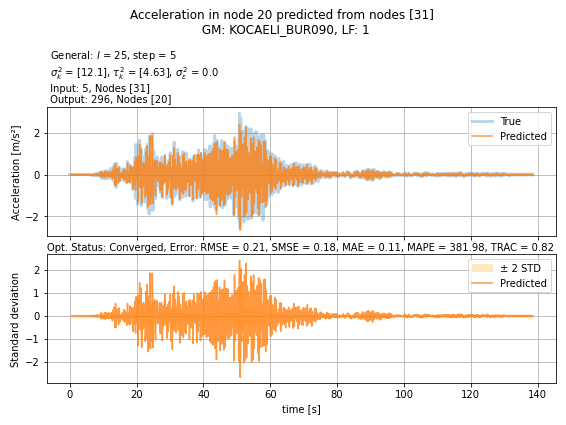 Acceleration in node 20 predicted from nodes [31]
GM: KOCAELI_BUR090, LF: 1
General: l = 25, step = 5
σ²ₖ = [12.1], τ²ₖ = [4.63], σ²ε = 0.0
Input: 5, Nodes [31]
Output: 296, Nodes [20]
Acceleration [m/s²]
2
0
−2
True
Predicted
Opt. Status: Converged, Error: RMSE = 0.21, SMSE = 0.18, MAE = 0.11, MAPE = 381.98, TRAC = 0.82
Standard deviation
2
1
0
−1
−2
± 2 STD
Predicted
0 20 40 60 80 100 120 140
time [s]